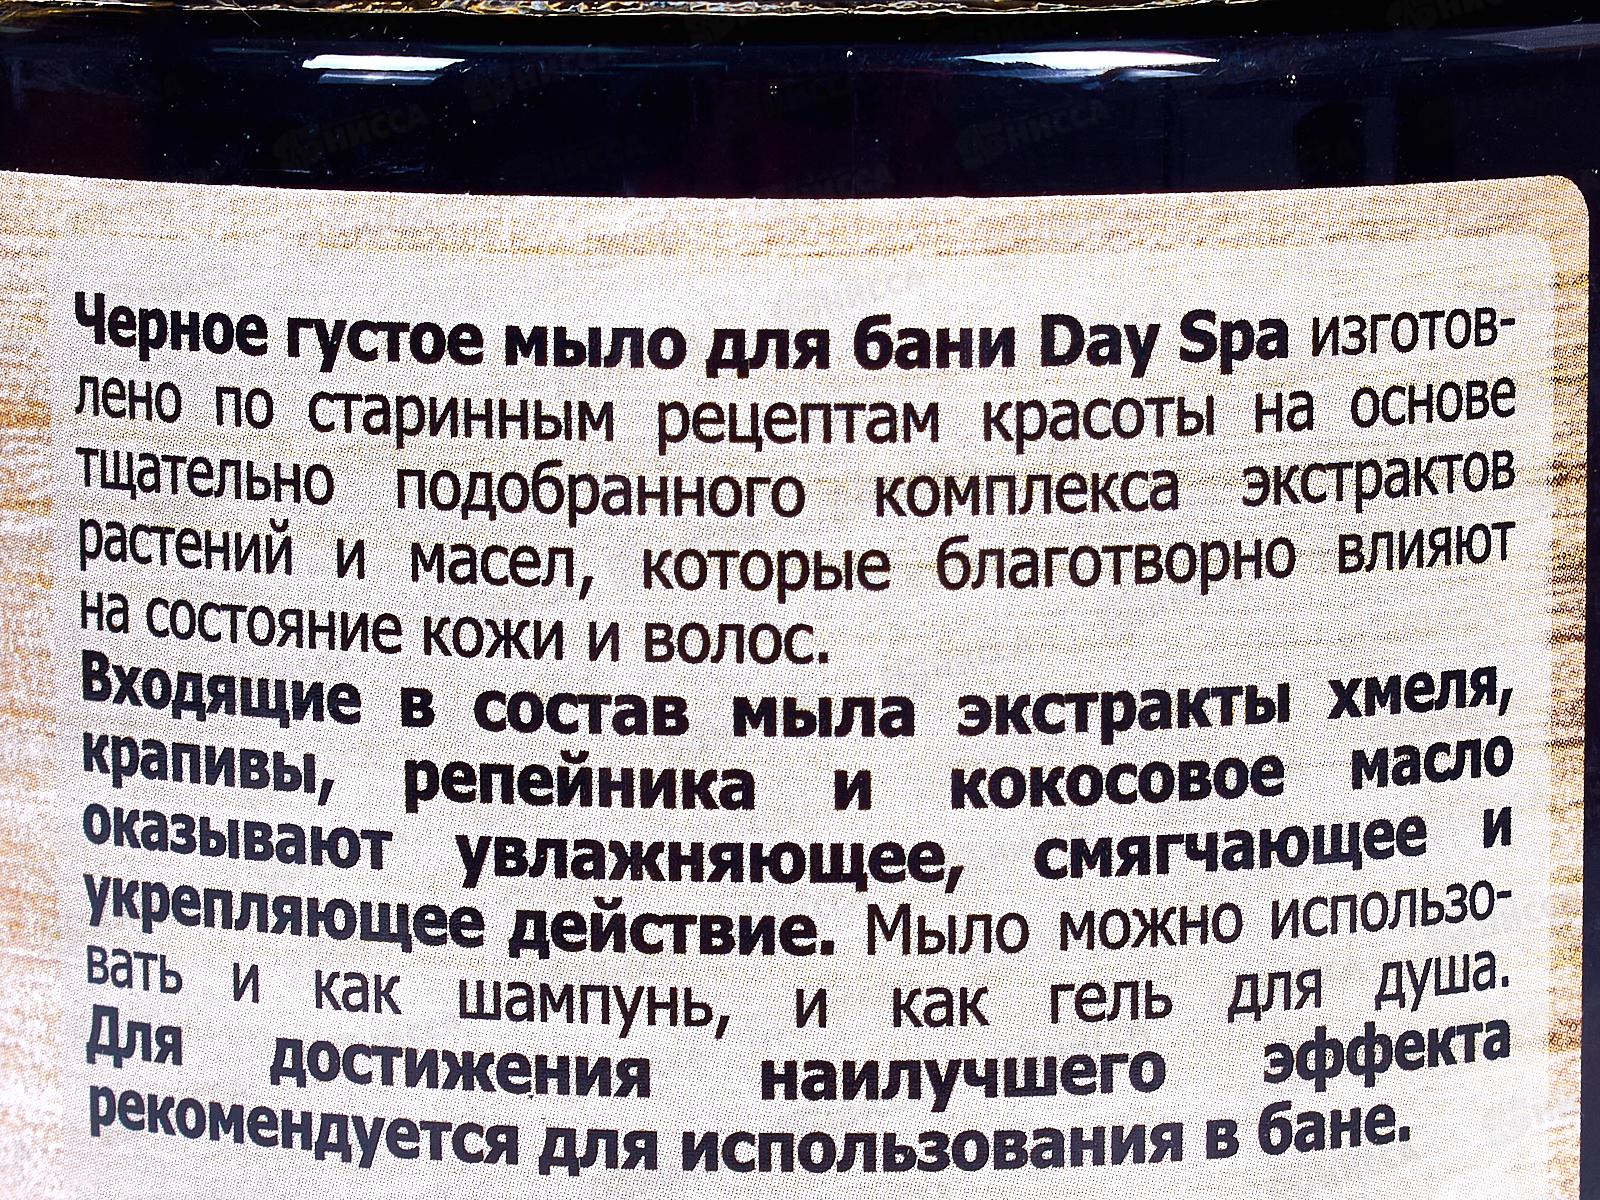 Черное густое мыло для бани Day Spa изготов-
лено по старинным рецептам красоты на основе
тщательно подобранного комплекса экстрактов
растений и масел, которые благотворно влияют
на состояние кожи и волос.
Входящие в состав мыла экстракты хмеля,
крапивы, репейника и кокосовое масло
оказывают увлажняющее, смягчающее и
укрепляющее действие. Мыло можно использо-
вать и как шампунь, и как гель для душа.
Для достижения наилучшего эффекта
рекомендуется для использования в бане.